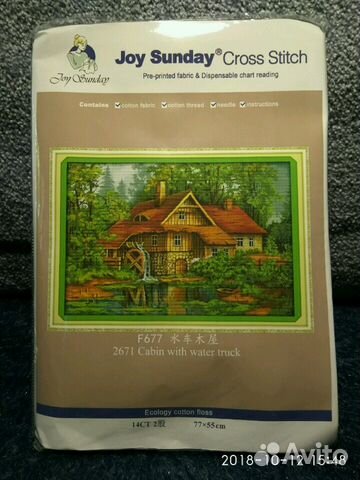 Joy Sunday® Cross Stitch
Joy Sunday
Pre-printed fabric & Dispensable chart reading
Contains cotton fabric cotton thread needle instructions
F677 水车木屋
2671 Cabin with water truck
Ecology cotton floss
14CT 2股 77×55cm
2018-10-12 15:48
Avito